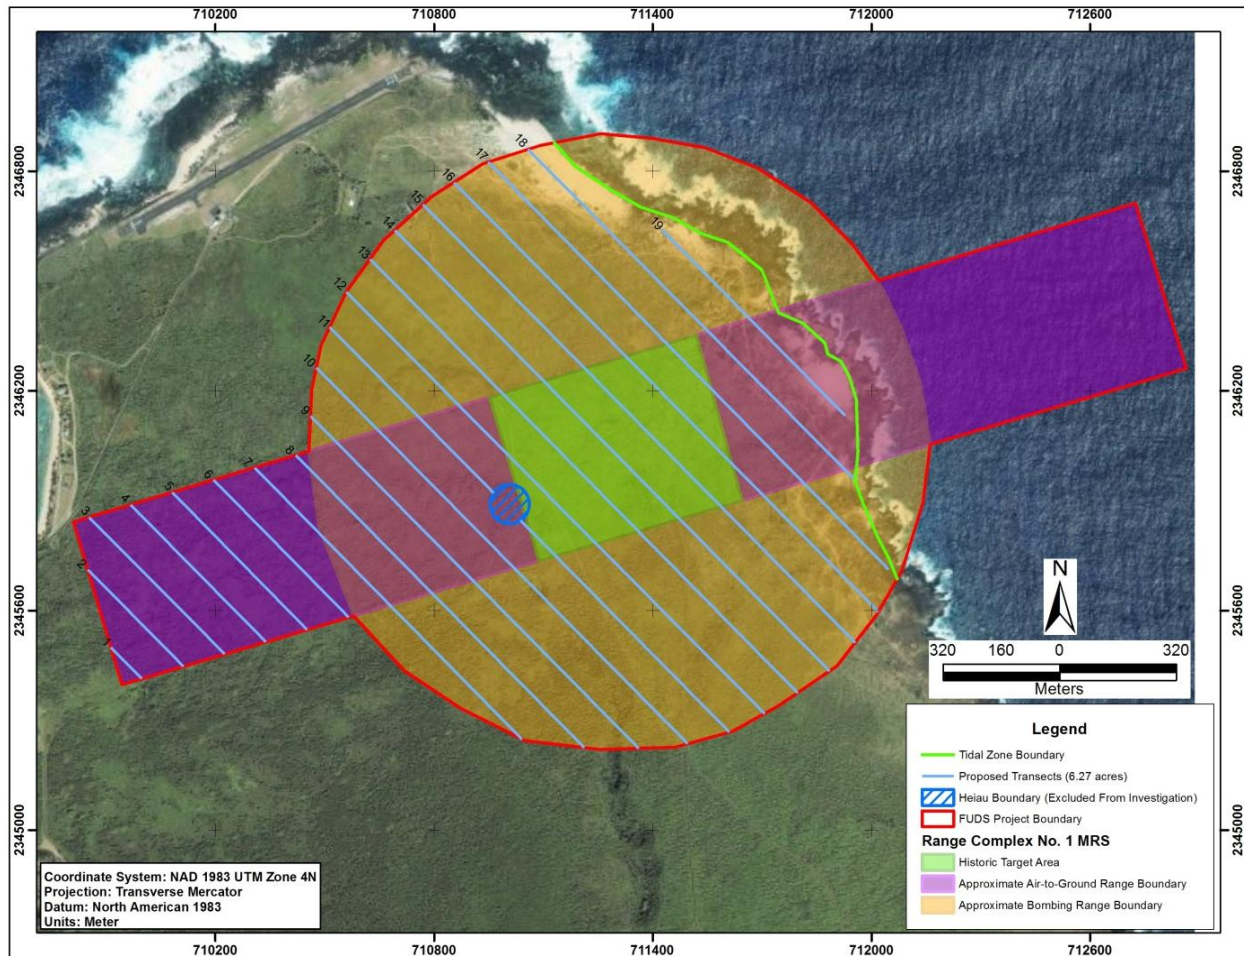 710200 710800 711400 712000 712600
2346800 2346800
2346200 2346200
2345600 2345600
2345000 2345000
18
17
16
15
14
19
13
12
11
10
9
8
7
6
5
4
3
2
1
N
320 160 0 320
Meters
Legend
Tidal Zone Boundary
Proposed Transects (6.27 acres)
Heiau Boundary (Excluded From Investigation)
FUDS Project Boundary
Range Complex No. 1 MRS
Historic Target Area
Approximate Air-to-Ground Range Boundary
Approximate Bombing Range Boundary
Coordinate System: NAD 1983 UTM Zone 4N
Projection: Transverse Mercator
Datum: North American 1983
Units: Meter
710200 710800 711400 712000 712600